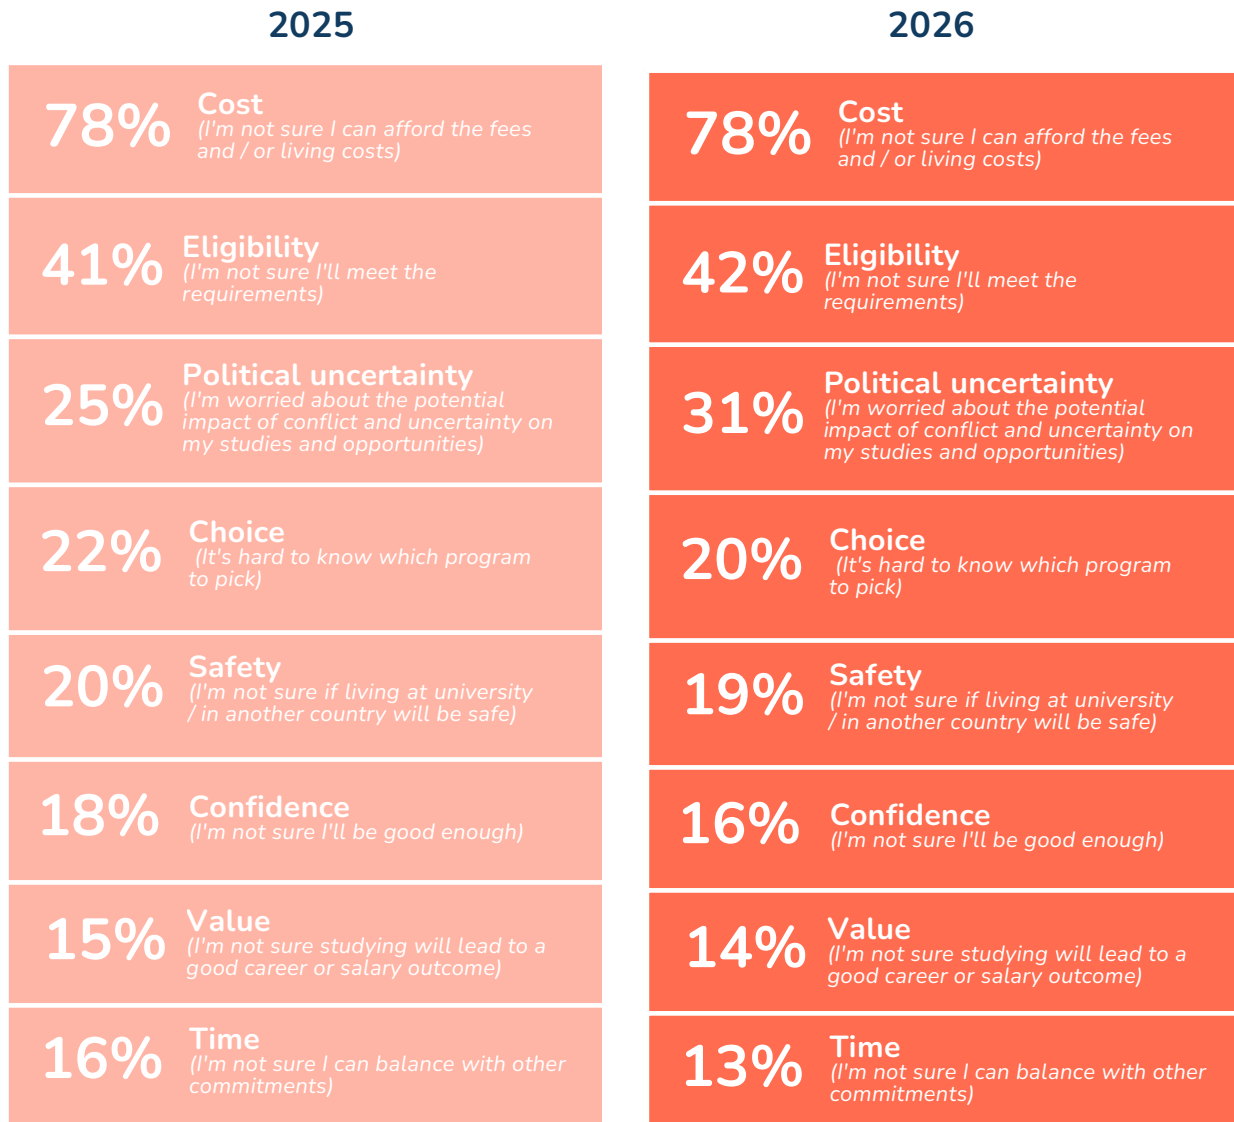 2025
78%
Cost
(I'm not sure I can afford the fees
and / or living costs)
41%
Eligibility
(I'm not sure I'll meet the
requirements)
25%
Political uncertainty
(I'm worried about the potential
impact of conflict and uncertainty on
my studies and opportunities)
22%
Choice
(It's hard to know which program
to pick)
20%
Safety
(I'm not sure if living at university
/ in another country will be safe)
18%
Confidence
(I'm not sure I'll be good enough)
15%
Value
(I'm not sure studying will lead to a
good career or salary outcome)
16%
Time
(I'm not sure I can balance with other
commitments)
2026
78%
Cost
(I'm not sure I can afford the fees
and / or living costs)
42%
Eligibility
(I'm not sure I'll meet the
requirements)
31%
Political uncertainty
(I'm worried about the potential
impact of conflict and uncertainty on
my studies and opportunities)
20%
Choice
(It's hard to know which program
to pick)
19%
Safety
(I'm not sure if living at university
/ in another country will be safe)
16%
Confidence
(I'm not sure I'll be good enough)
14%
Value
(I'm not sure studying will lead to a
good career or salary outcome)
13%
Time
(I'm not sure I can balance with other
commitments)